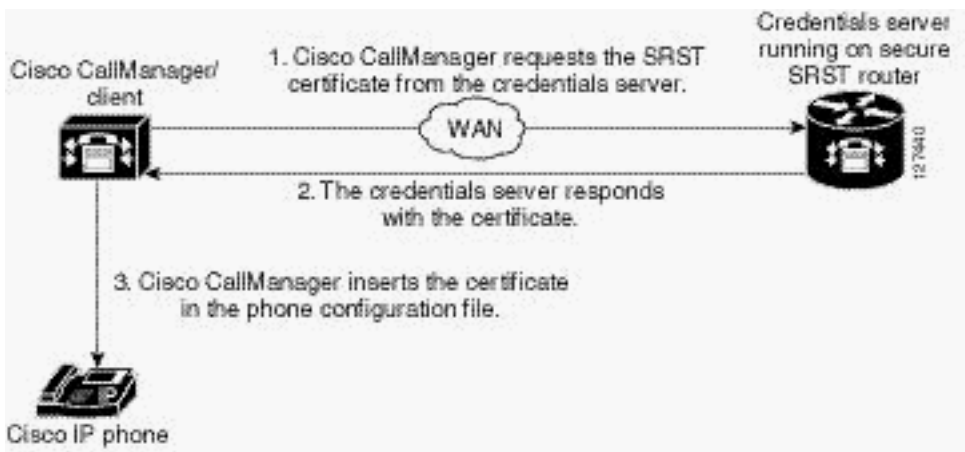 Credentials server
running on secure
SRST router
Cisco CallManager/
client
1. Cisco CallManager requests the SRST
certificate from the credentials server.
WAN
127440
2. The credentials server responds
with the certificate.
3. Cisco CallManager inserts the certificate
in the phone configuration file.
Cisco IP phone